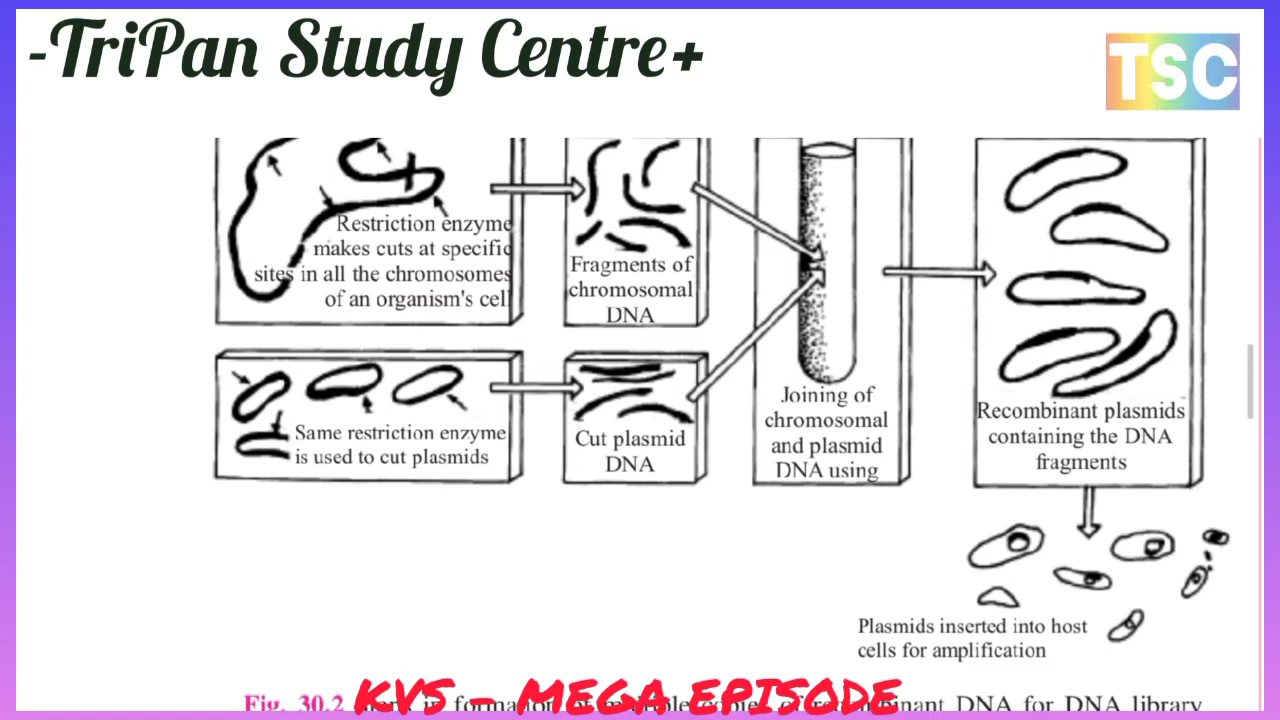 -TriPan Study Centre+
TSC
Restriction enzyme
makes cuts at specific
sites in all the chromosomes
of an organism's cell
Fragments of
chromosomal
DNA
Same restriction enzyme
is used to cut plasmids
Cut plasmid
DNA
Joining of
chromosomal
and plasmid
DNA using
Recombinant plasmids
containing the DNA
fragments
Plasmids inserted into host
cells for amplification
KVS - MEGA EPISODE
Fig. 30.2 in DNA for DNA library